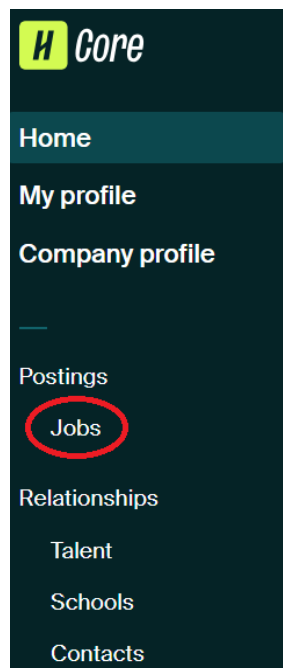 H Core
Home
My profile
Company profile
Postings
Jobs
Relationships
Talent
Schools
Contacts